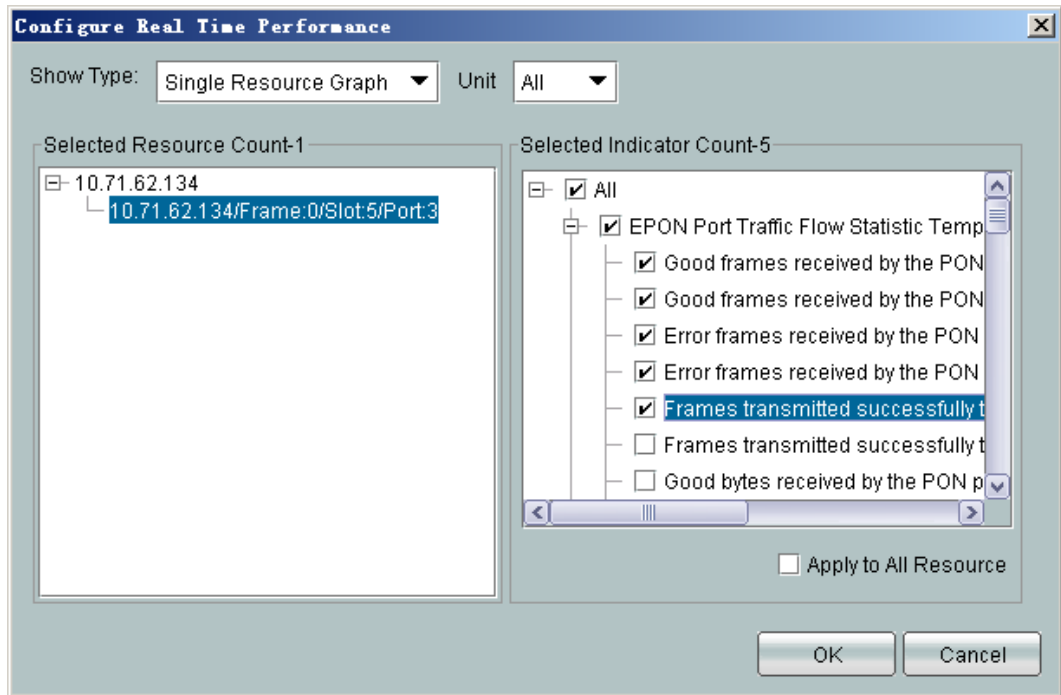 Configure Real Time Performance
Show Type: Single Resource Graph Unit All
Selected Resource Count-1
10.71.62.134
10.71.62.134/Frame:0/Slot:5/Port:3
Selected Indicator Count-5
All
EPON Port Traffic Flow Statistic Temp
Good frames received by the PON
Good frames received by the PON
Error frames received by the PON
Error frames received by the PON
Frames transmitted successfully t
Frames transmitted successfully t
Good bytes received by the PON p
Apply to All Resource
OK Cancel